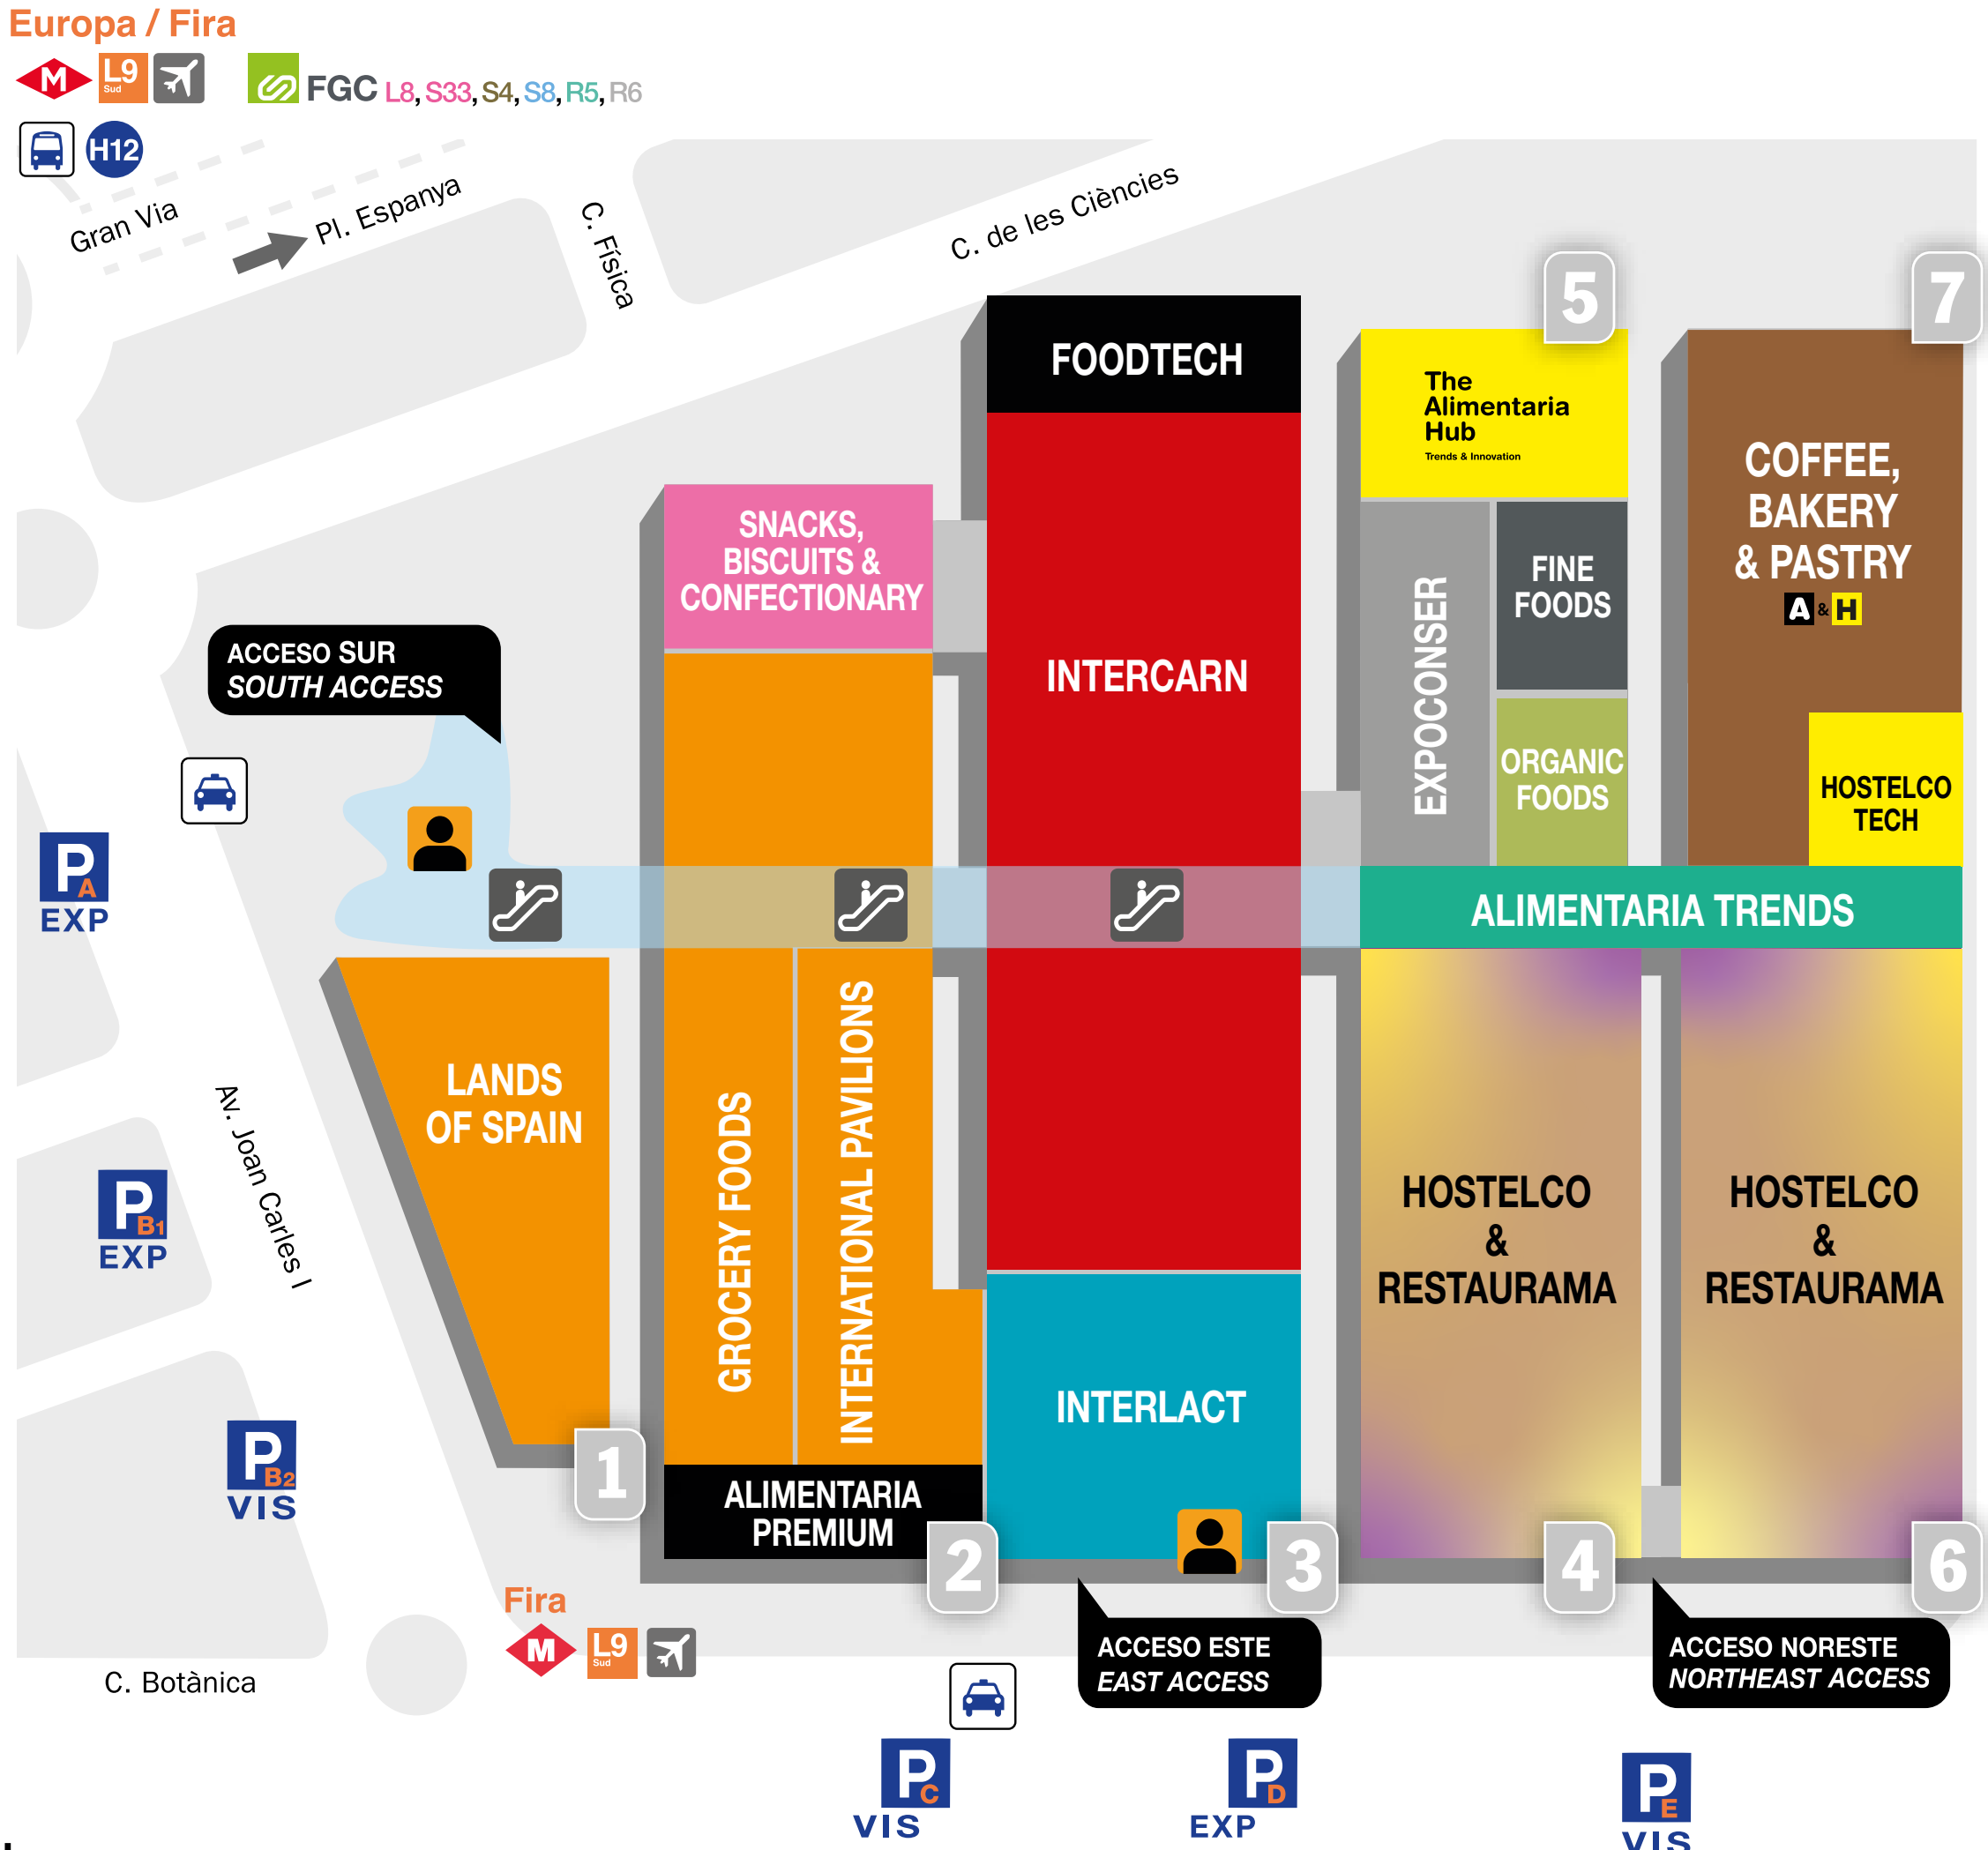 Europa / Fira
M L9 Sud FGC L8, S33, S4, S8, R5, R6
H12
Gran Via
Pl. Espanya
C. Física
C. de les Ciències
5
7
FOODTECH
The
Alimentaria
Hub
Trends & Innovation
COFFEE,
BAKERY
& PASTRY
A & H
SNACKS,
BISCUITS &
CONFECTIONARY
FINE
FOODS
EXPOCONSER
INTERCARN
ACCESO SUR
SOUTH ACCESS
ORGANIC
FOODS
HOSTELCO
TECH
P A
EXP
ALIMENTARIA TRENDS
LANDS
OF SPAIN
GROCERY FOODS
INTERNATIONAL PAVILIONS
Av. Joan Carles I
P B1
EXP
HOSTELCO
&
RESTAURAMA
HOSTELCO
&
RESTAURAMA
INTERLACT
P B2
VIS
1
ALIMENTARIA
PREMIUM
2
3
4
6
Fira
M L9 Sud
ACCESO ESTE
EAST ACCESS
ACCESO NORESTE
NORTHEAST ACCESS
C. Botànica
P C
VIS
P D
EXP
P E
VIS
.